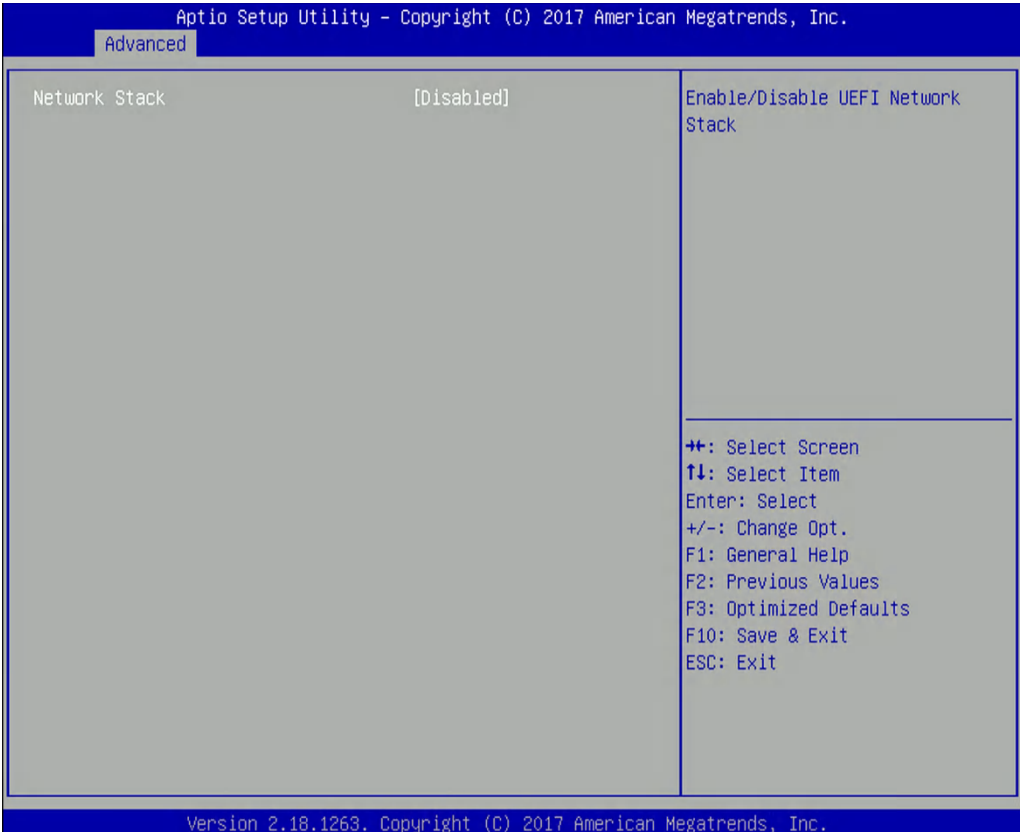 Aptio Setup Utility – Copyright (C) 2017 American Megatrends, Inc.
Advanced
Network Stack [Disabled]
Enable/Disable UEFI Network
Stack
→←: Select Screen
↑↓: Select Item
Enter: Select
+/-: Change Opt.
F1: General Help
F2: Previous Values
F3: Optimized Defaults
F10: Save & Exit
ESC: Exit
Version 2.18.1263. Copyright (C) 2017 American Megatrends, Inc.